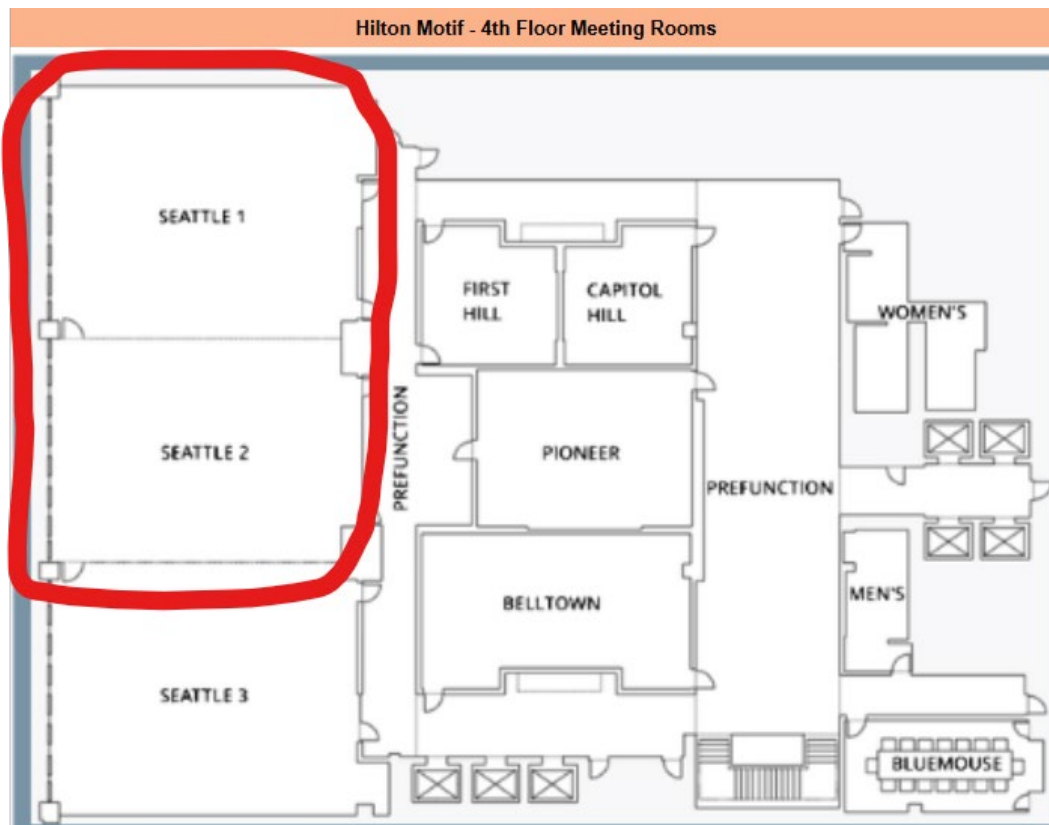 Hilton Motif - 4th Floor Meeting Rooms
SEATTLE 1
FIRST
HILL
CAPITOL
HILL
WOMEN'S
SEATTLE 2
PREFUNCTION
PIONEER
PREFUNCTION
BELLTOWN
MEN'S
SEATTLE 3
BLUEMOUSE